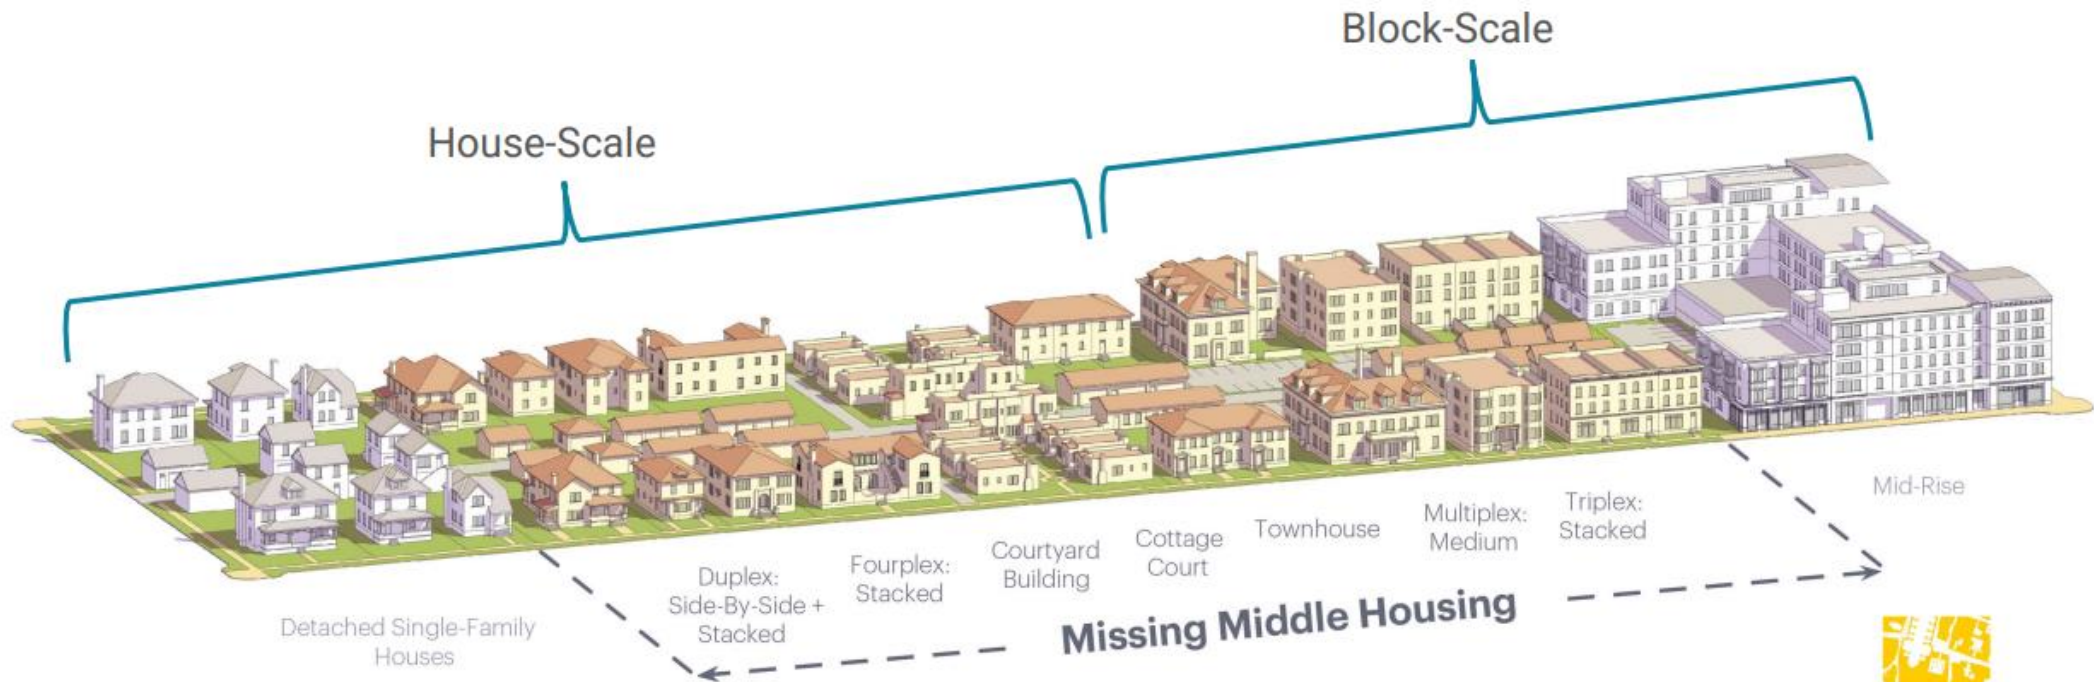 Block-Scale
House-Scale
Detached Single-Family
Houses
Duplex:
Side-By-Side +
Stacked
Fourplex:
Stacked
Courtyard
Building
Cottage
Court
Townhouse
Multiplex:
Medium
Triplex:
Stacked
Mid-Rise
Missing Middle Housing